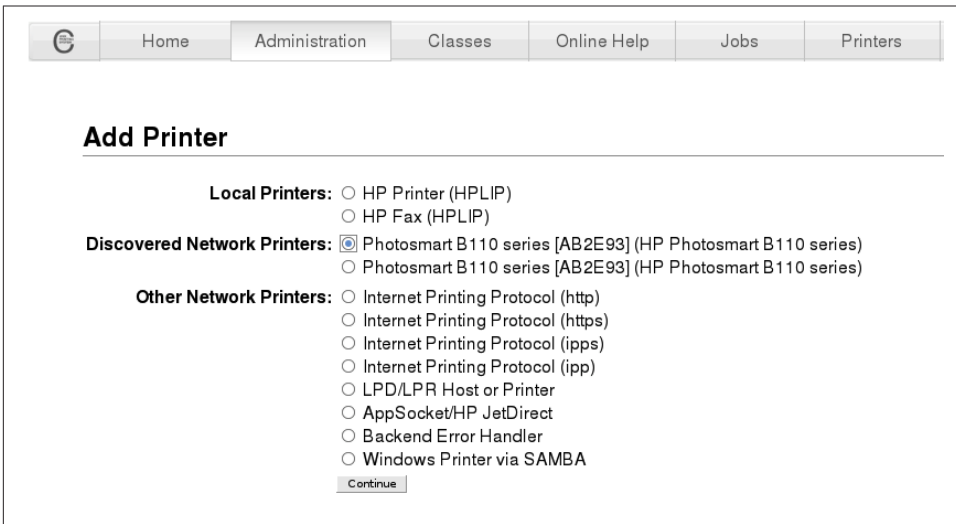 Home Administration Classes Online Help Jobs Printers
Add Printer
Local Printers: HP Printer (HPLIP)
HP Fax (HPLIP)
Discovered Network Printers: Photosmart B110 series [AB2E93] (HP Photosmart B110 series)
Photosmart B110 series [AB2E93] (HP Photosmart B110 series)
Other Network Printers: Internet Printing Protocol (http)
Internet Printing Protocol (https)
Internet Printing Protocol (ipps)
Internet Printing Protocol (ipp)
LPD/LPR Host or Printer
AppSocket/HP JetDirect
Backend Error Handler
Windows Printer via SAMBA
Continue